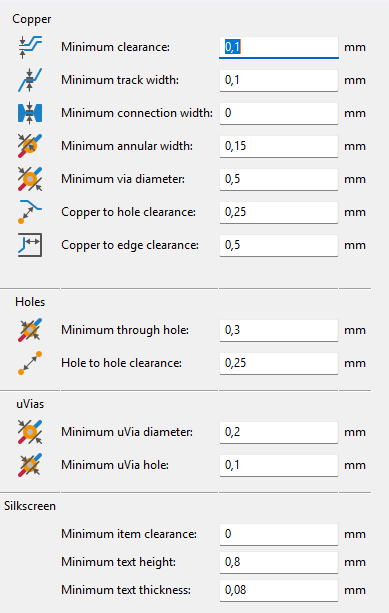 Copper
Minimum clearance: 0,1 mm
Minimum track width: 0,1 mm
Minimum connection width: 0 mm
Minimum annular width: 0,15 mm
Minimum via diameter: 0,5 mm
Copper to hole clearance: 0,25 mm
Copper to edge clearance: 0,5 mm
Holes
Minimum through hole: 0,3 mm
Hole to hole clearance: 0,25 mm
uVias
Minimum uVia diameter: 0,2 mm
Minimum uVia hole: 0,1 mm
Silkscreen
Minimum item clearance: 0 mm
Minimum text height: 0,8 mm
Minimum text thickness: 0,08 mm